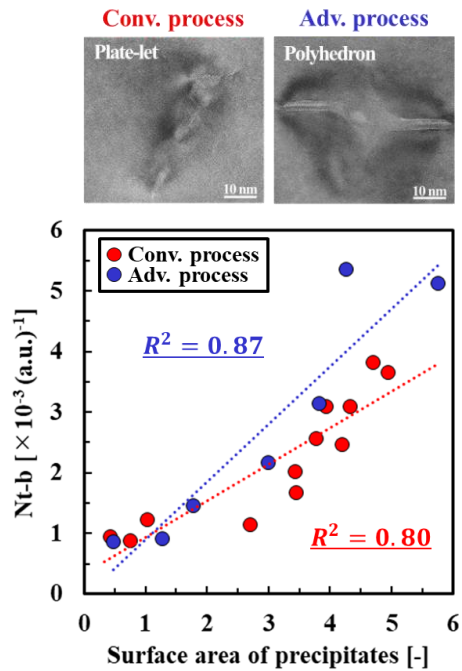 Conv. process
Adv. process
Plate-let
Polyhedron
10 nm
10 nm
6
5
4
3
2
1
0
Nt-b [×10⁻³ (a.u.)⁻¹]
Conv. process
Adv. process
R² = 0.87
R² = 0.80
0 1 2 3 4 5 6
Surface area of precipitates [-]